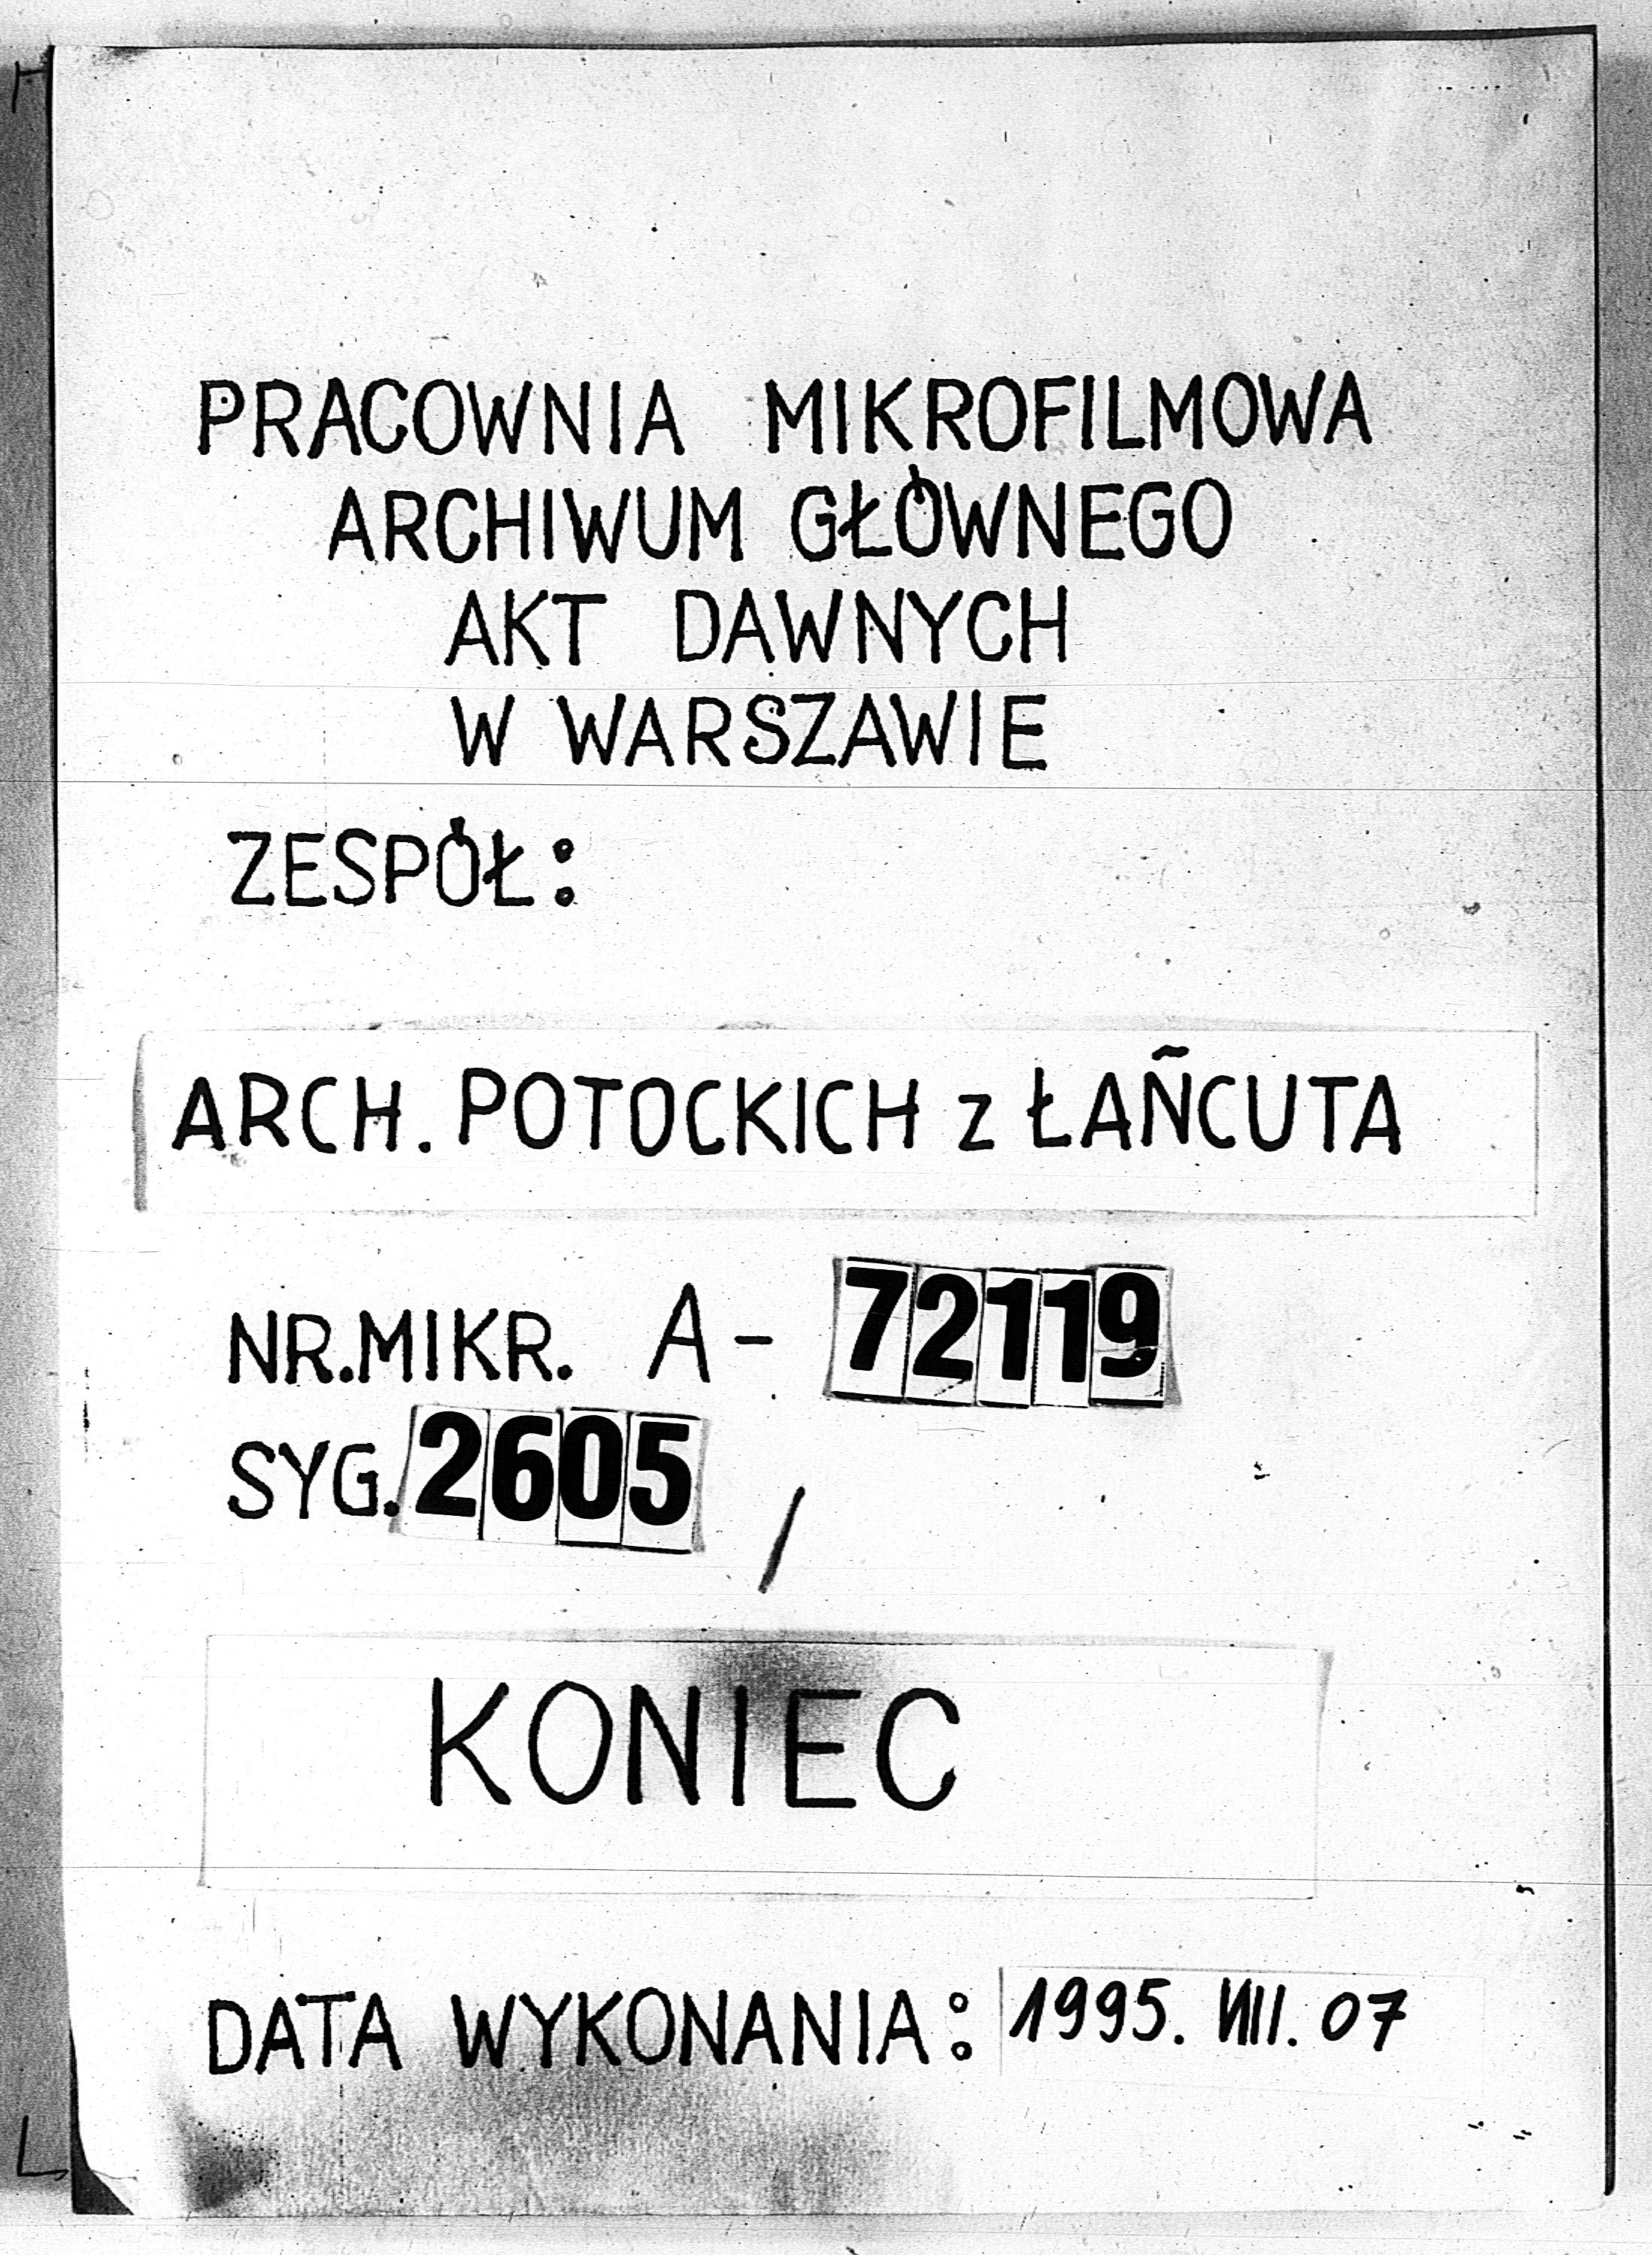 PRACOWNIA MIKROFILMOWA
ARCHIWUM GŁÓWNEGO
AKT DAWNYCH
W WARSZAWIE
ZESPÓŁ:
ARCH. POTOCKICH z ŁAŃCUTA
NR. MIKR. A - 72119
SYG. 2605 /
KONIEC
DATA WYKONANIA: 1995. VIII. 07